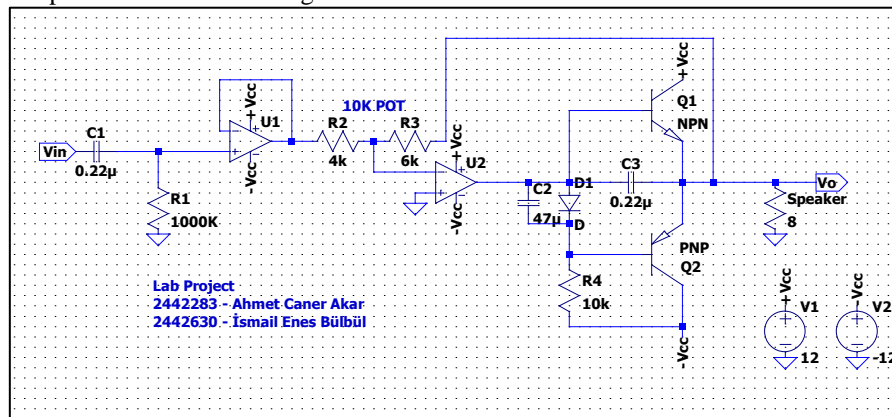 +Vcc
Q1
NPN
+Vcc
U1
-Vcc
10K POT
R2
4k
R3
6k
+Vcc
U2
-Vcc
C1
0.22µ
Vin
R1
1000K
C2
47µ
D1
D
C3
0.22µ
Vo
Speaker
8
PNP
Q2
R4
10k
-Vcc
+Vcc
V1
12
-Vcc
V2
-12
Lab Project
2442283 - Ahmet Caner Akar
2442630 - İsmail Enes Bülbül